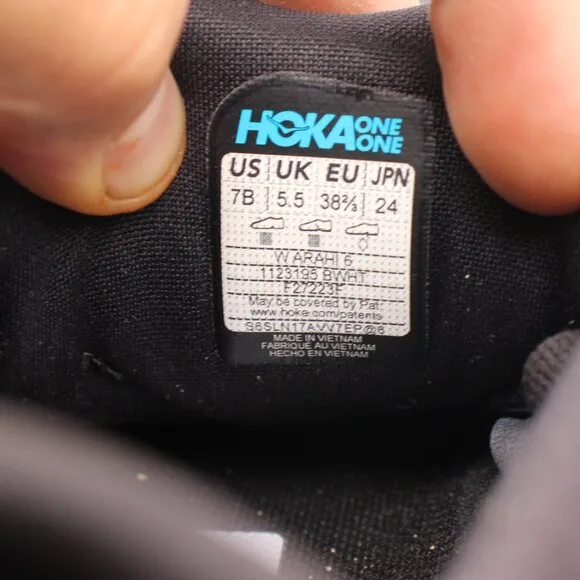 HOKA ONE ONE
US UK EU JPN
7B 5.5 38⅔ 24
W ARAHI 6
1123195 BWHT
F27223F
May be covered by Pat
www.hoka.com/patents
MADE IN VIETNAM
FABRIQUE AU VIETNAM
HECHO EN VIETNAM